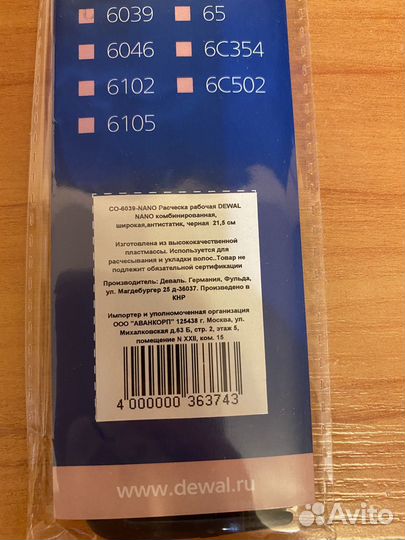 6039 65
6046 6C354
6102 6C502
6105
CO-6039-NANO Расческа рабочая DEWAL
NANO комбинированная,
широкая,антистатик, черная 21,5 см
Изготовлена из высококачественной
пластмассы. Используется для
расчесывания и укладки волос..Товар не
подлежит обязательной сертификации
Производитель: Деваль. Германия, Фульда,
ул. Магдебургер 25 д-36037. Произведено в
КНР
Импортер и уполномоченная организация
ООО "АВАНКОРП" 125438 г. Москва, ул.
Михалковская д.63 Б, стр. 2, этаж 5,
помещение N XXII, ком. 15
4 000000 363743
www.dewal.ru
Avito